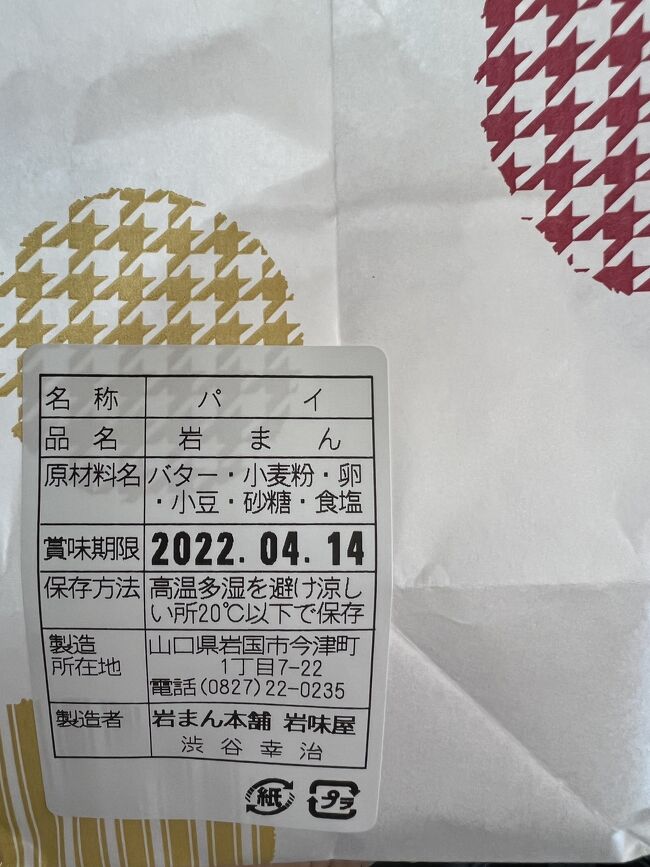 名称 パイ
品名 岩まん
原材料名 バター・小麦粉・卵
・小豆・砂糖・食塩
賞味期限 2022.04.14
保存方法 高温多湿を避け涼し
い所20℃以下で保存
製造所在地 山口県岩国市今津町
1丁目7-22
電話(0827)22-0235
製造者 岩まん本舗 岩味屋
渋谷幸治
紙 プラ